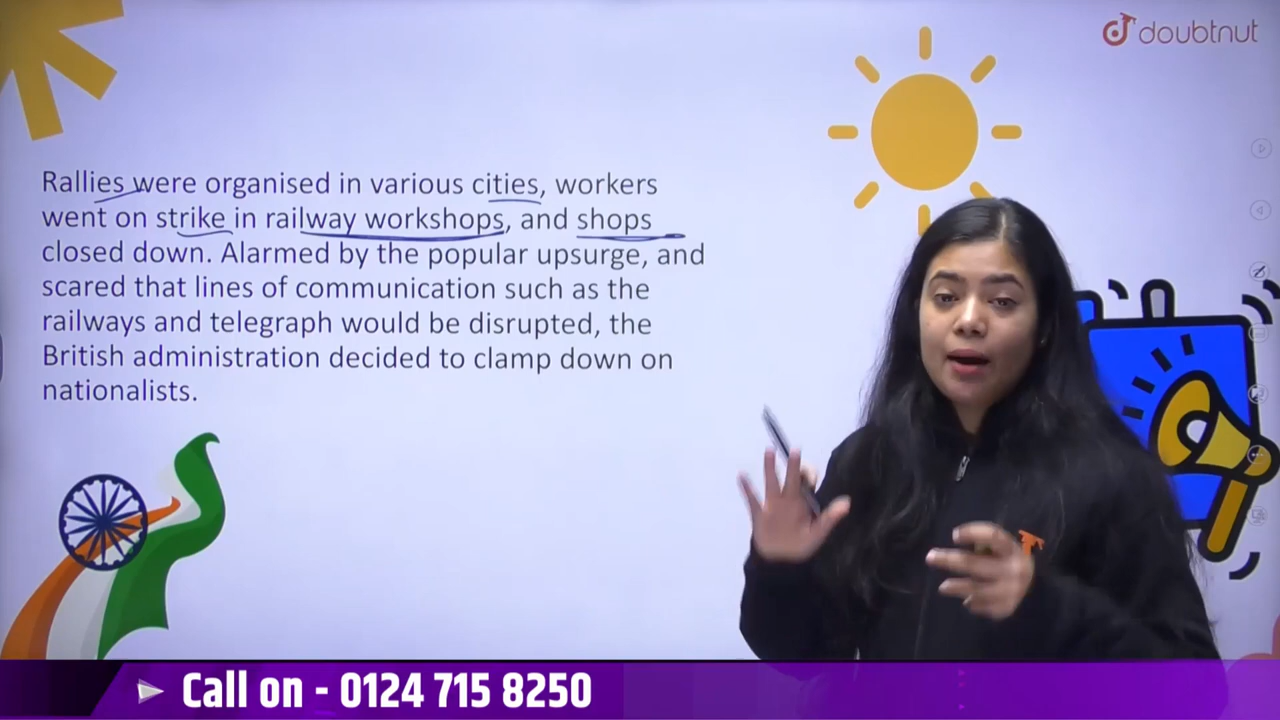 doubtnut
Rallies were organised in various cities, workers
went on strike in railway workshops, and shops
closed down. Alarmed by the popular upsurge, and
scared that lines of communication such as the
railways and telegraph would be disrupted, the
British administration decided to clamp down on
nationalists.
Call on - 0124 715 8250